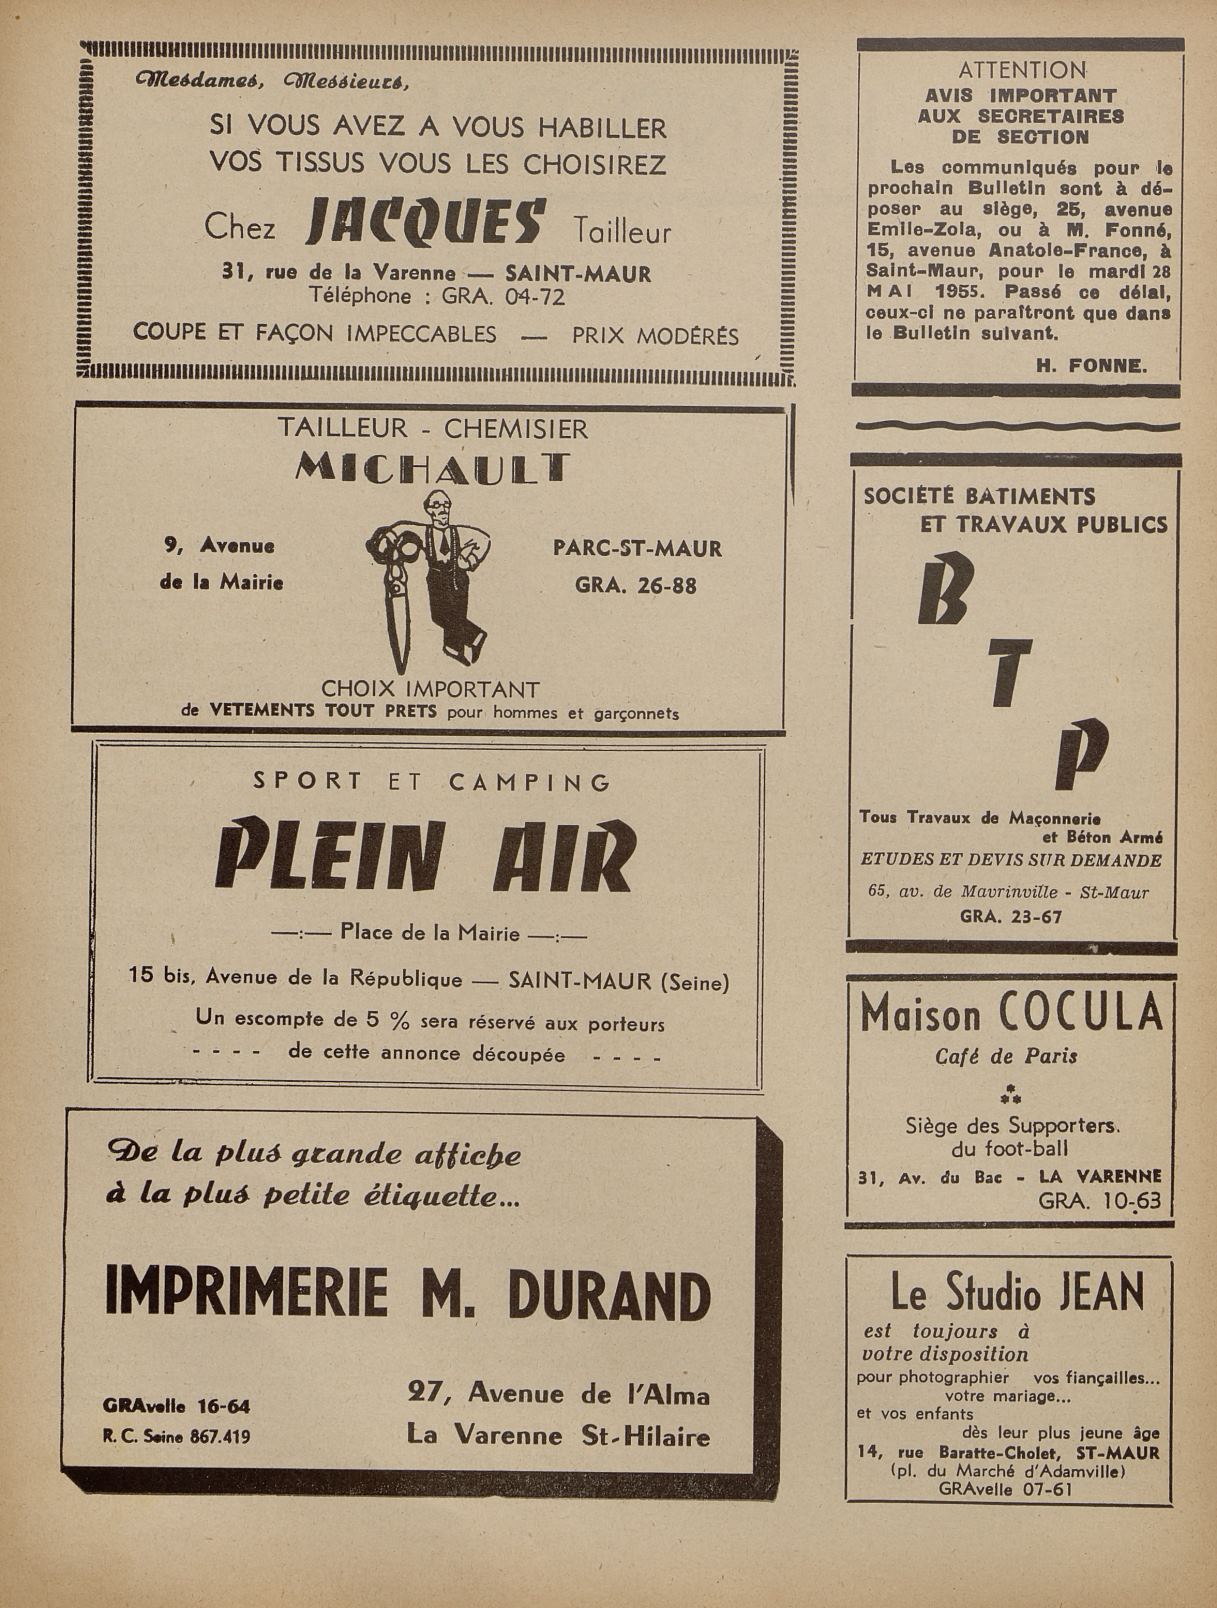 Mesdames, Messieurs,
SI VOUS AVEZ A VOUS HABILLER
VOS TISSUS VOUS LES CHOISIREZ
Chez JACQUES Tailleur
31, rue de la Varenne — SAINT-MAUR
Téléphone : GRA. 04-72
COUPE ET FAÇON IMPECCABLES — PRIX MODÉRÉS
TAILLEUR - CHEMISIER
MICHAULT
9, Avenue
de la Mairie
PARC-ST-MAUR
GRA. 26-88
CHOIX IMPORTANT
de VETEMENTS TOUT PRETS pour hommes et garçonnets
SPORT ET CAMPING
PLEIN AIR
—:— Place de la Mairie —:—
15 bis, Avenue de la République — SAINT-MAUR (Seine)
Un escompte de 5 % sera réservé aux porteurs
- - - - de cette annonce découpée - - - -
De la plus grande affiche
à la plus petite étiquette...
IMPRIMERIE M. DURAND
GRAvelle 16-64
R. C. Seine 867.419
27, Avenue de l'Alma
La Varenne St-Hilaire
ATTENTION
AVIS IMPORTANT
AUX SECRETAIRES
DE SECTION
Les communiqués pour le
prochain Bulletin sont à dé-
poser au siège, 25, avenue
Emile-Zola, ou à M. Fonné,
15, avenue Anatole-France, à
Saint-Maur, pour le mardi 28
MAI 1955. Passé ce délai,
ceux-ci ne paraîtront que dans
le Bulletin suivant.
H. FONNE.
SOCIÉTÉ BATIMENTS
ET TRAVAUX PUBLICS
B
T
P
Tous Travaux de Maçonnerie
et Béton Armé
ETUDES ET DEVIS SUR DEMANDE
65, av. de Mavrinville - St-Maur
GRA. 23-67
Maison COCULA
Café de Paris
Siège des Supporters.
du foot-ball
31, Av. du Bac - LA VARENNE
GRA. 10-63
Le Studio JEAN
est toujours à
votre disposition
pour photographier vos fiançailles...
votre mariage...
et vos enfants
dès leur plus jeune âge
14, rue Baratte-Cholet, ST-MAUR
(pl. du Marché d'Adamville)
GRAvelle 07-61